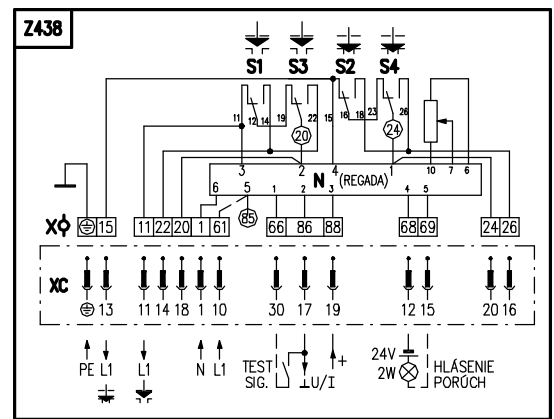 Z438
S1 S3 S2 S4
11 12 14 19 22 15 16 18 23 26
20 24
3 2 4 1 10 7 6
N (REGADA)
6 5 1 2 3 4 5
85
X 15 11 22 20 1 61 66 86 88 68 69 24 26
XC
13 11 14 18 1 10 30 17 19 12 15 20 16
PE L1 L1 N L1 TEST SIG. ⊥U/I + 24V 2W HLÁSENIE PORÚCH